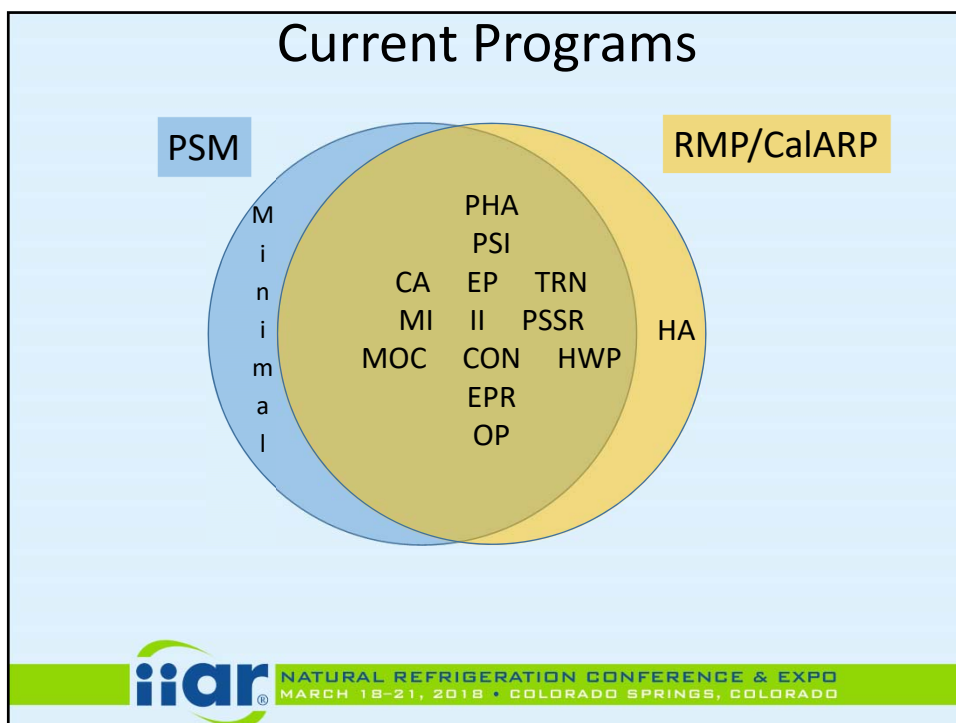 Current Programs
PSM
RMP/CalARP
M
i
n
i
m
a
l
PHA
PSI
CA EP TRN
MI II PSSR
MOC CON HWP
EPR
OP
HA
iiar® NATURAL REFRIGERATION CONFERENCE & EXPO
MARCH 18-21, 2018 • COLORADO SPRINGS, COLORADO